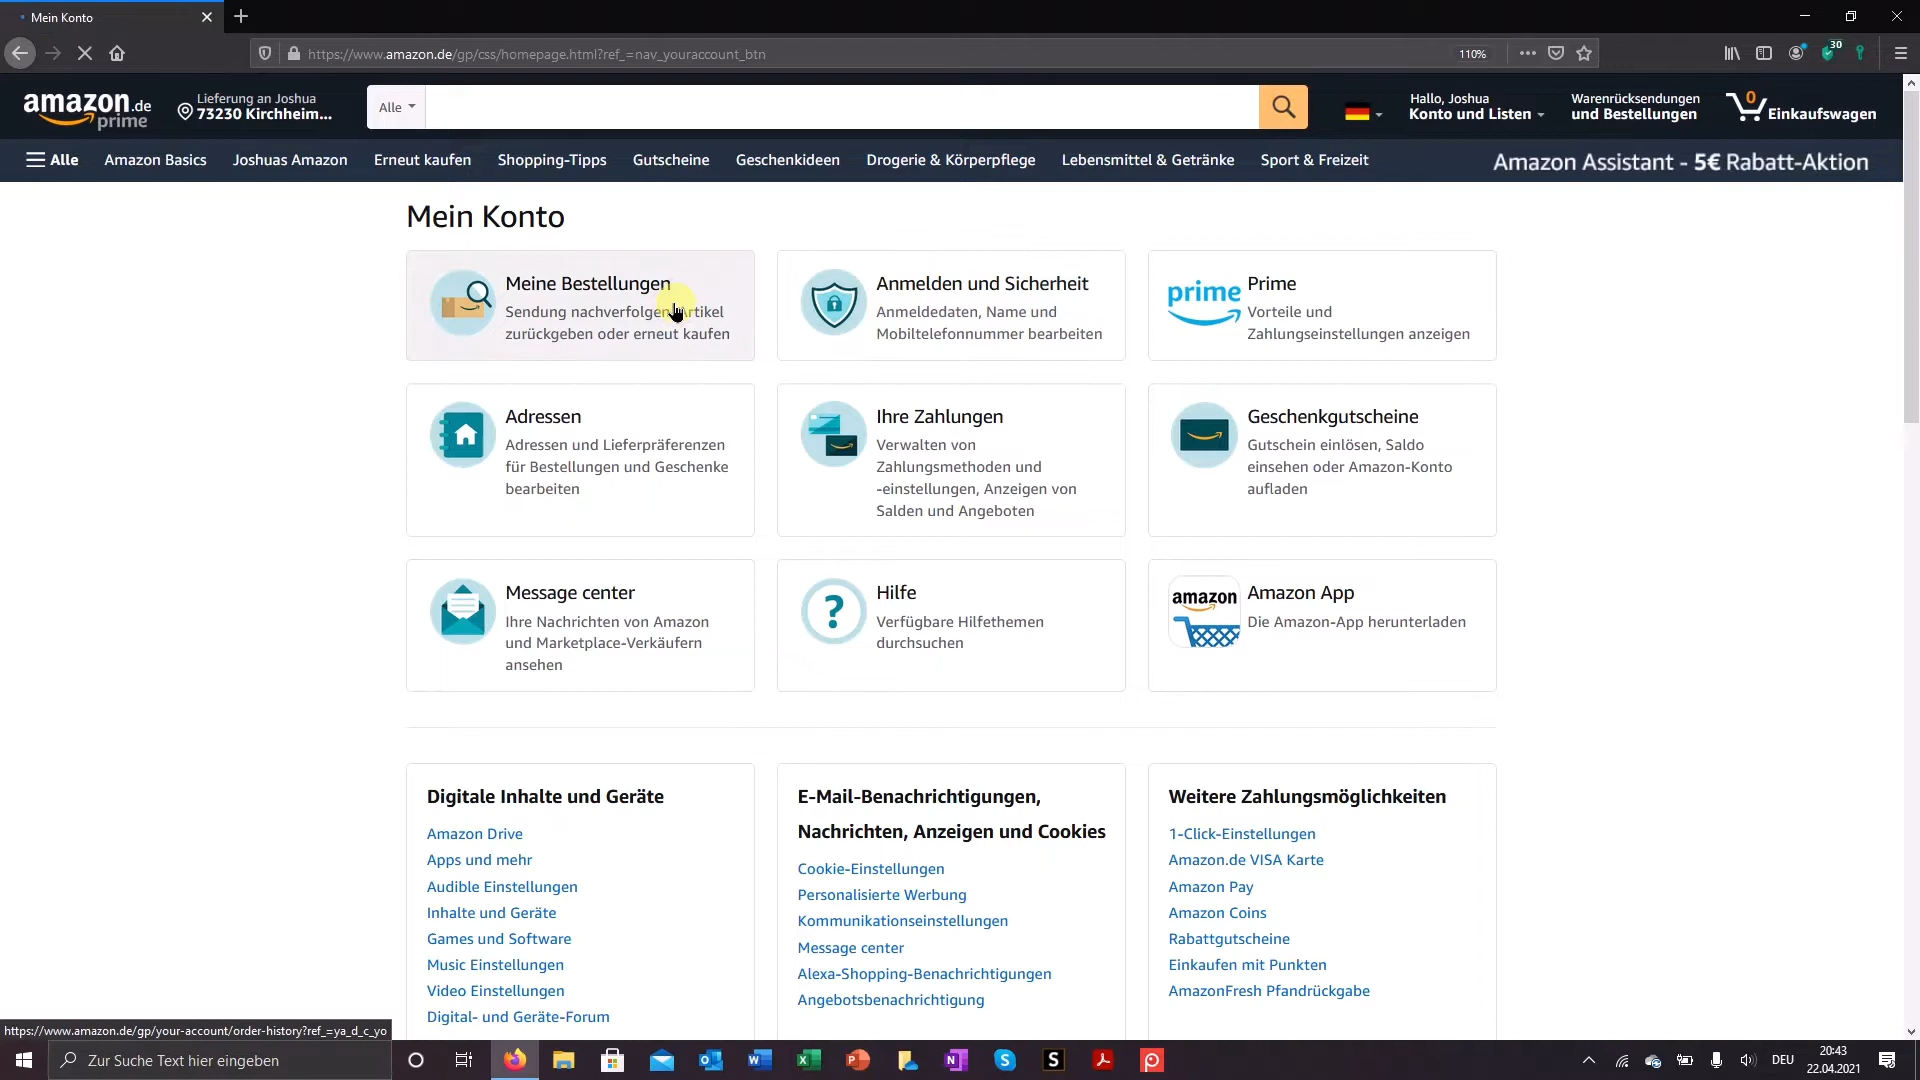 Mein Konto
https://www.amazon.de/gp/css/homepage.html?ref_=nav_youraccount_btn
110%
30
amazon.de
prime
Lieferung an Joshua
73230 Kirchheim...
Alle
Hallo, Joshua
Konto und Listen
Warenrücksendungen
und Bestellungen
0
Einkaufswagen
Alle
Amazon Basics
Joshuas Amazon
Erneut kaufen
Shopping-Tipps
Gutscheine
Geschenkideen
Drogerie & Körperpflege
Lebensmittel & Getränke
Sport & Freizeit
Amazon Assistant - 5€ Rabatt-Aktion
Mein Konto
Meine Bestellungen
Sendung nachverfolgen, Artikel
zurückgeben oder erneut kaufen
Anmelden und Sicherheit
Anmeldedaten, Name und
Mobiltelefonnummer bearbeiten
prime
Prime
Vorteile und
Zahlungseinstellungen anzeigen
Adressen
Adressen und Lieferpräferenzen
für Bestellungen und Geschenke
bearbeiten
Ihre Zahlungen
Verwalten von
Zahlungsmethoden und
-einstellungen, Anzeigen von
Salden und Angeboten
Geschenkgutscheine
Gutschein einlösen, Saldo
einsehen oder Amazon-Konto
aufladen
Message center
Ihre Nachrichten von Amazon
und Marketplace-Verkäufern
ansehen
?
Hilfe
Verfügbare Hilfethemen
durchsuchen
amazon
Amazon App
Die Amazon-App herunterladen
Digitale Inhalte und Geräte
Amazon Drive
Apps und mehr
Audible Einstellungen
Inhalte und Geräte
Games und Software
Music Einstellungen
Video Einstellungen
Digital- und Geräte-Forum
E-Mail-Benachrichtigungen,
Nachrichten, Anzeigen und Cookies
Cookie-Einstellungen
Personalisierte Werbung
Kommunikationseinstellungen
Message center
Alexa-Shopping-Benachrichtigungen
Angebotsbenachrichtigung
Weitere Zahlungsmöglichkeiten
1-Click-Einstellungen
Amazon.de VISA Karte
Amazon Pay
Amazon Coins
Rabattgutscheine
Einkaufen mit Punkten
AmazonFresh Pfandrückgabe
https://www.amazon.de/gp/your-account/order-history?ref_=ya_d_c_yo
Zur Suche Text hier eingeben
DEU
20:43
22.04.2021